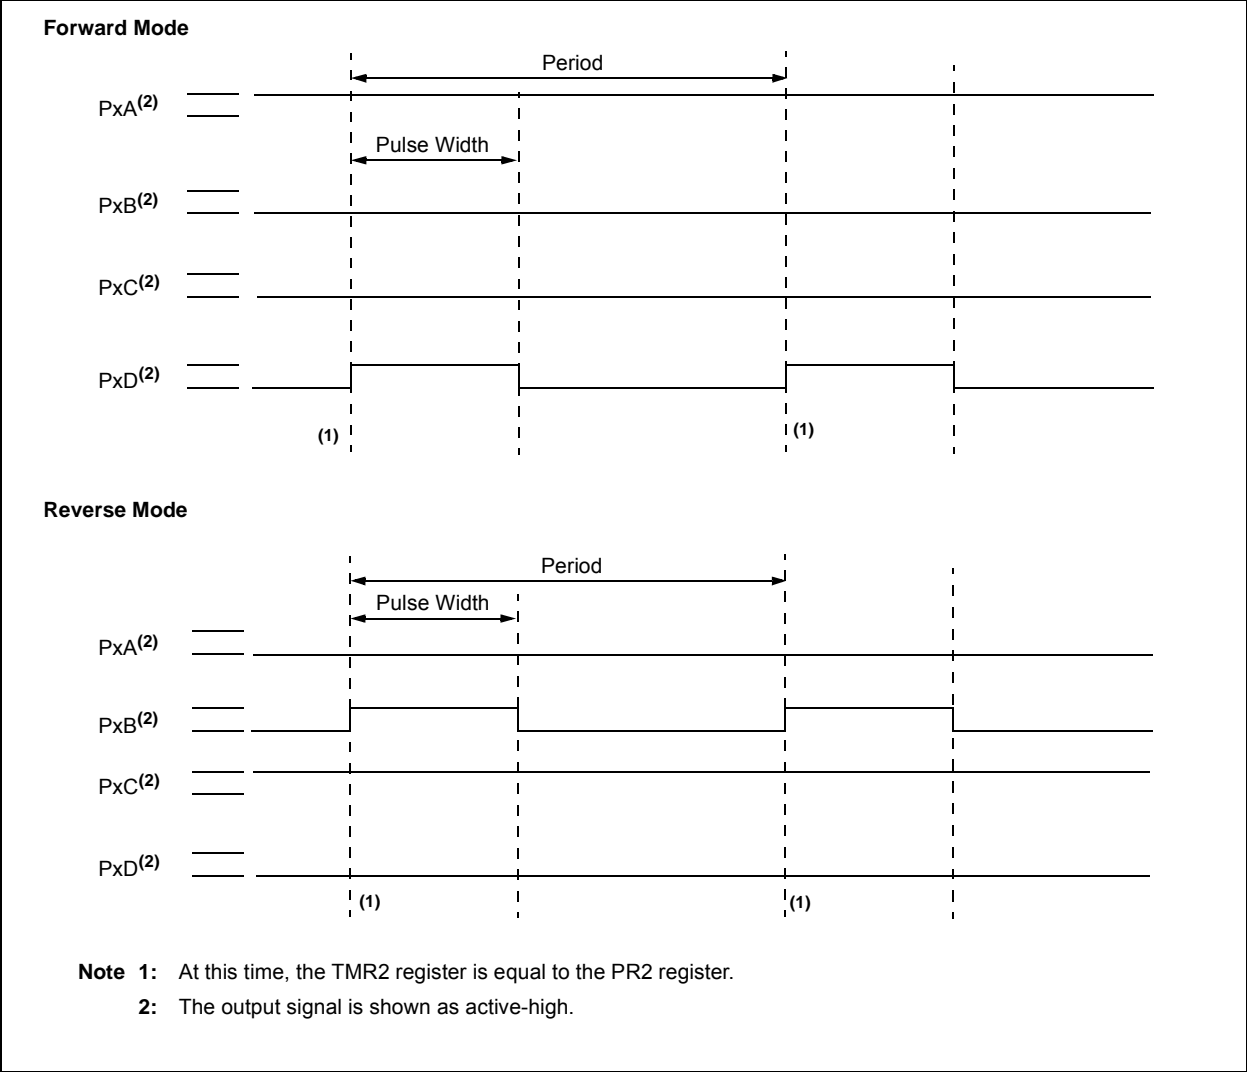 Forward Mode
Period
PxA(2)
Pulse Width
PxB(2)
PxC(2)
PxD(2)
(1)
(1)
Reverse Mode
Period
Pulse Width
PxA(2)
PxB(2)
PxC(2)
PxD(2)
(1)
(1)
Note 1: At this time, the TMR2 register is equal to the PR2 register.
2: The output signal is shown as active-high.